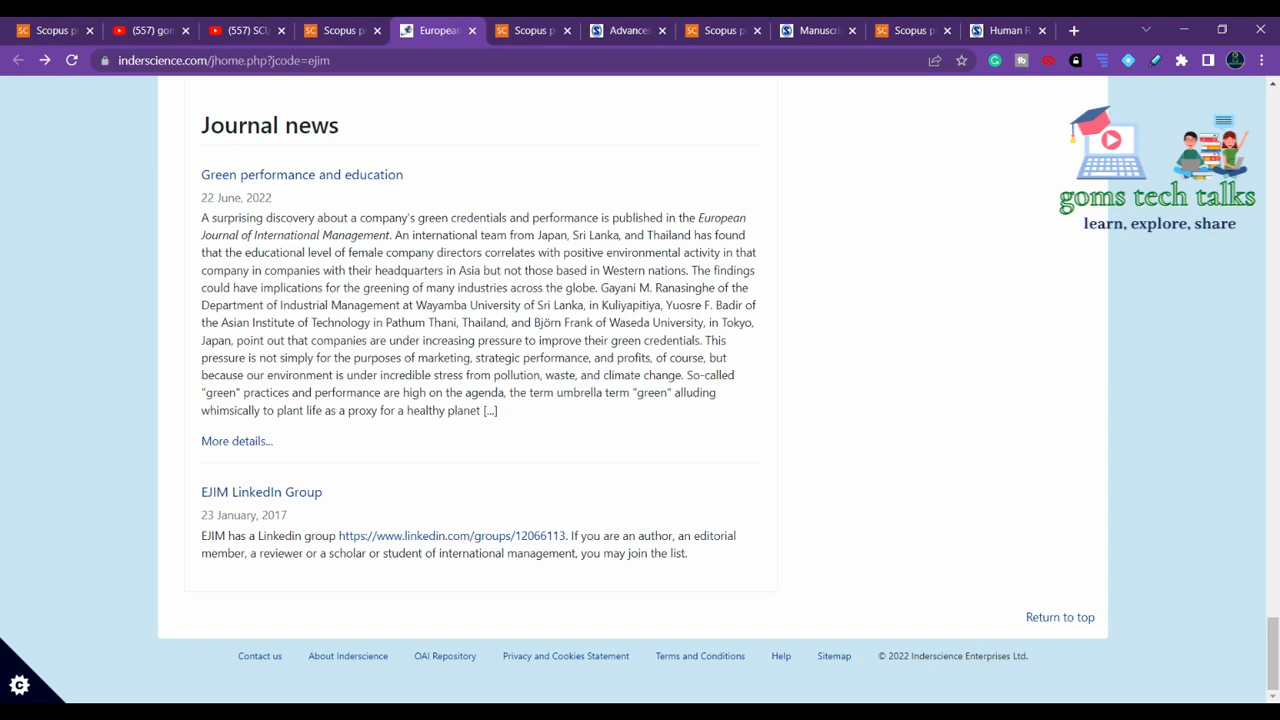 Scopus p
(557) gon
(557) SCI
Scopus p
European
Scopus p
Advances
Scopus p
Manuscri
Scopus p
Human R
inderscience.com/jhome.php?jcode=ejim
Journal news
Green performance and education
22 June, 2022
A surprising discovery about a company's green credentials and performance is published in the European
Journal of International Management. An international team from Japan, Sri Lanka, and Thailand has found
that the educational level of female company directors correlates with positive environmental activity in that
company in companies with their headquarters in Asia but not those based in Western nations. The findings
could have implications for the greening of many industries across the globe. Gayani M. Ranasinghe of the
Department of Industrial Management at Wayamba University of Sri Lanka, in Kuliyapitiya, Yuosre F. Badir of
the Asian Institute of Technology in Pathum Thani, Thailand, and Björn Frank of Waseda University, in Tokyo,
Japan, point out that companies are under increasing pressure to improve their green credentials. This
pressure is not simply for the purposes of marketing, strategic performance, and profits, of course, but
because our environment is under incredible stress from pollution, waste, and climate change. So-called
"green" practices and performance are high on the agenda, the term umbrella term "green" alluding
whimsically to plant life as a proxy for a healthy planet [...]
More details...
EJIM LinkedIn Group
23 January, 2017
EJIM has a Linkedin group https://www.linkedin.com/groups/12066113. If you are an author, an editorial
member, a reviewer or a scholar or student of international management, you may join the list.
Return to top
Contact us
About Inderscience
OAI Repository
Privacy and Cookies Statement
Terms and Conditions
Help
Sitemap
© 2022 Inderscience Enterprises Ltd.
goms tech talks
learn, explore, share